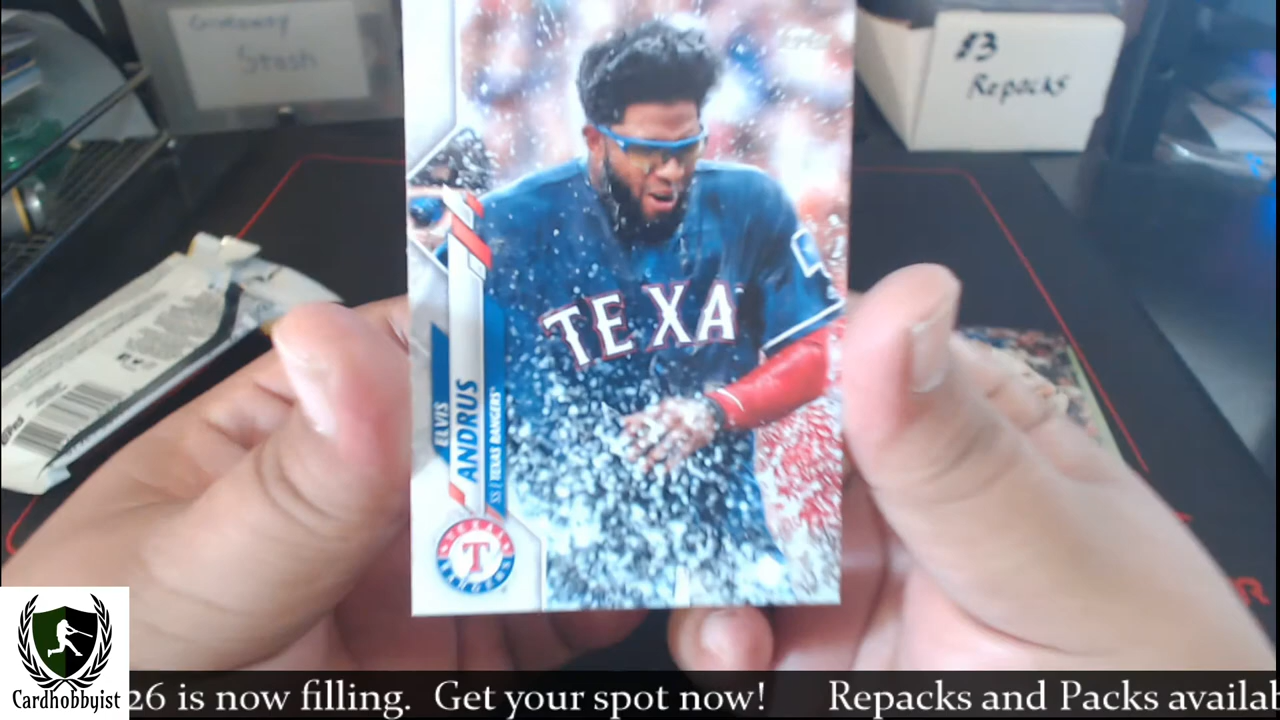 Giveaway
Stash
$3
Repacks
TEXA
ELVIS
ANDRUS
SS | TEXAS RANGERS
T
Cardhobbyist
26 is now filling. Get your spot now! Repacks and Packs availab